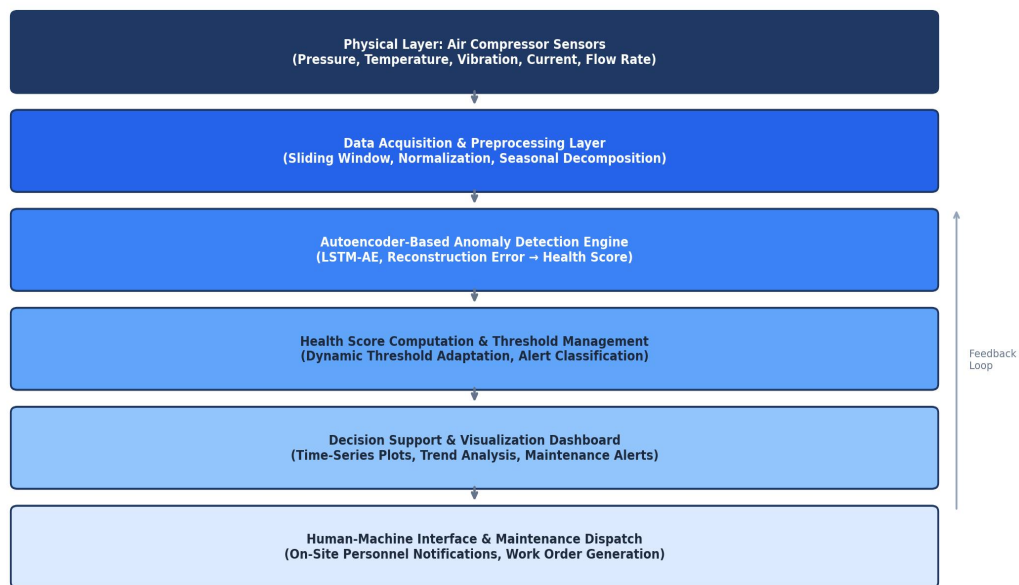 Physical Layer: Air Compressor Sensors
(Pressure, Temperature, Vibration, Current, Flow Rate)
Data Acquisition & Preprocessing Layer
(Sliding Window, Normalization, Seasonal Decomposition)
Autoencoder-Based Anomaly Detection Engine
(LSTM-AE, Reconstruction Error → Health Score)
Health Score Computation & Threshold Management
(Dynamic Threshold Adaptation, Alert Classification)
Feedback
Loop
Decision Support & Visualization Dashboard
(Time-Series Plots, Trend Analysis, Maintenance Alerts)
Human-Machine Interface & Maintenance Dispatch
(On-Site Personnel Notifications, Work Order Generation)